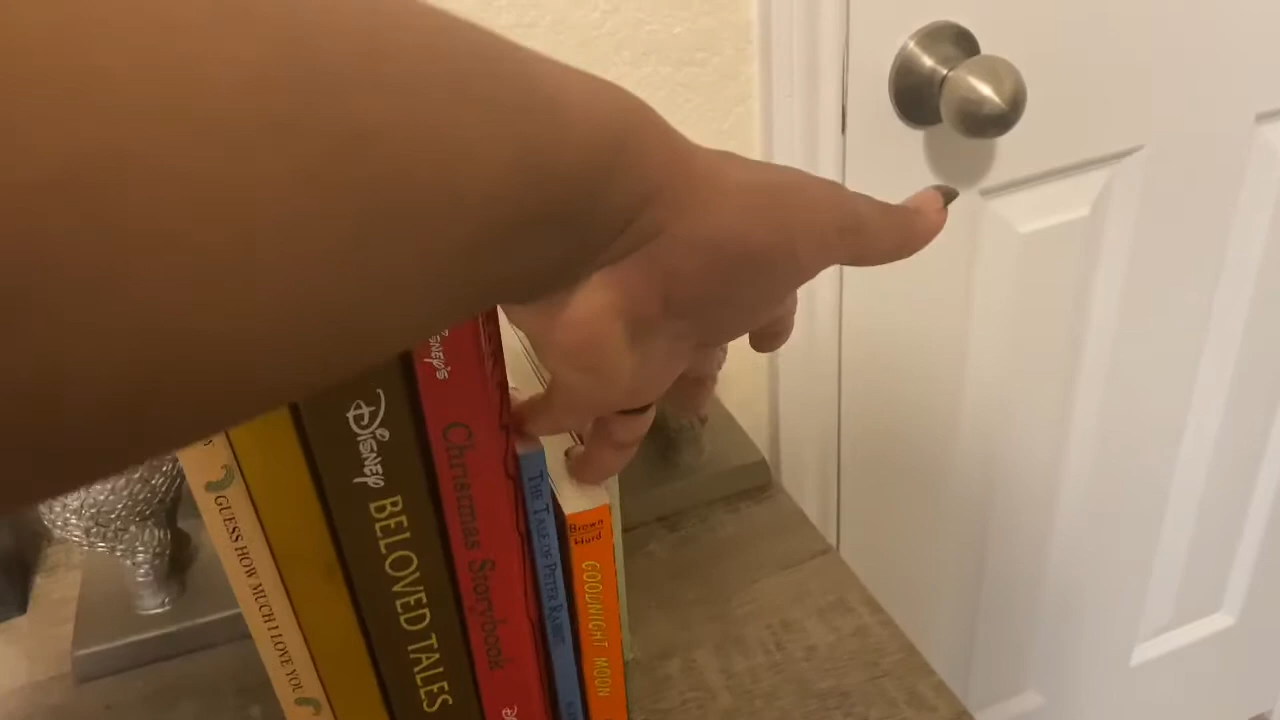 GUESS HOW MUCH I LOVE YOU
Disney BELOVED TALES
Disney's Christmas Storybook
THE TALE OF PETER RABBIT
Brown
Hurd
GOODNIGHT MOON